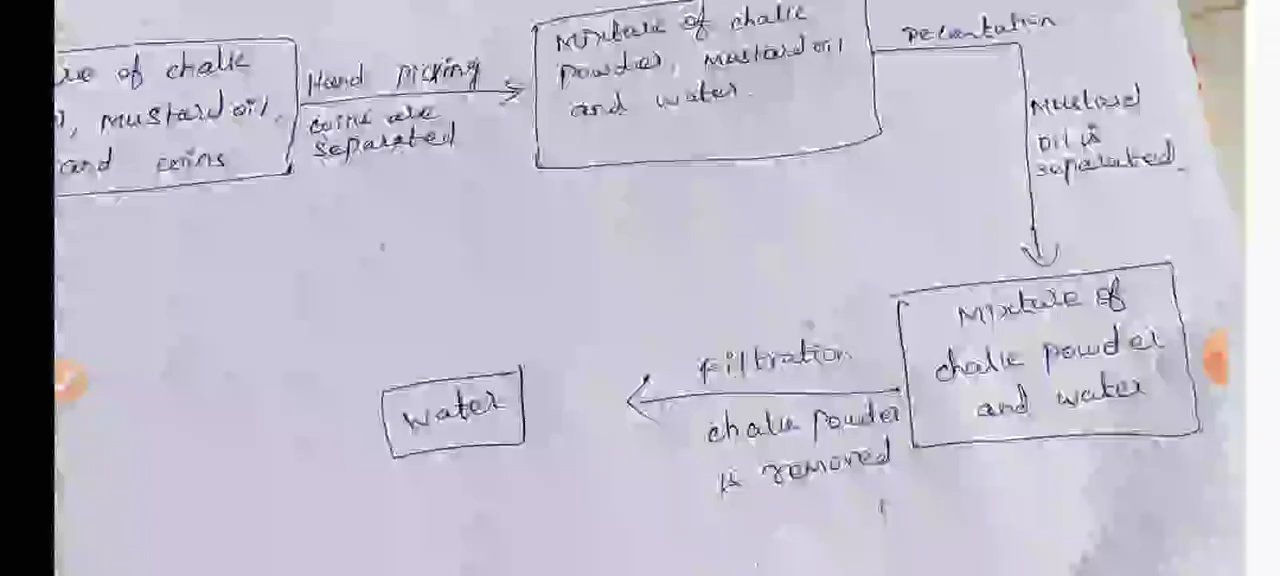 of chalk
, mustard oil,
and coins
Hand Picking
coins are
separated
Mixture of chalk
powder, mustard oil
and water.
Decantation
Mustard
oil is
separated.
Mixture of
chalk powder
and water
Filtration
chalk powder
is removed
Water